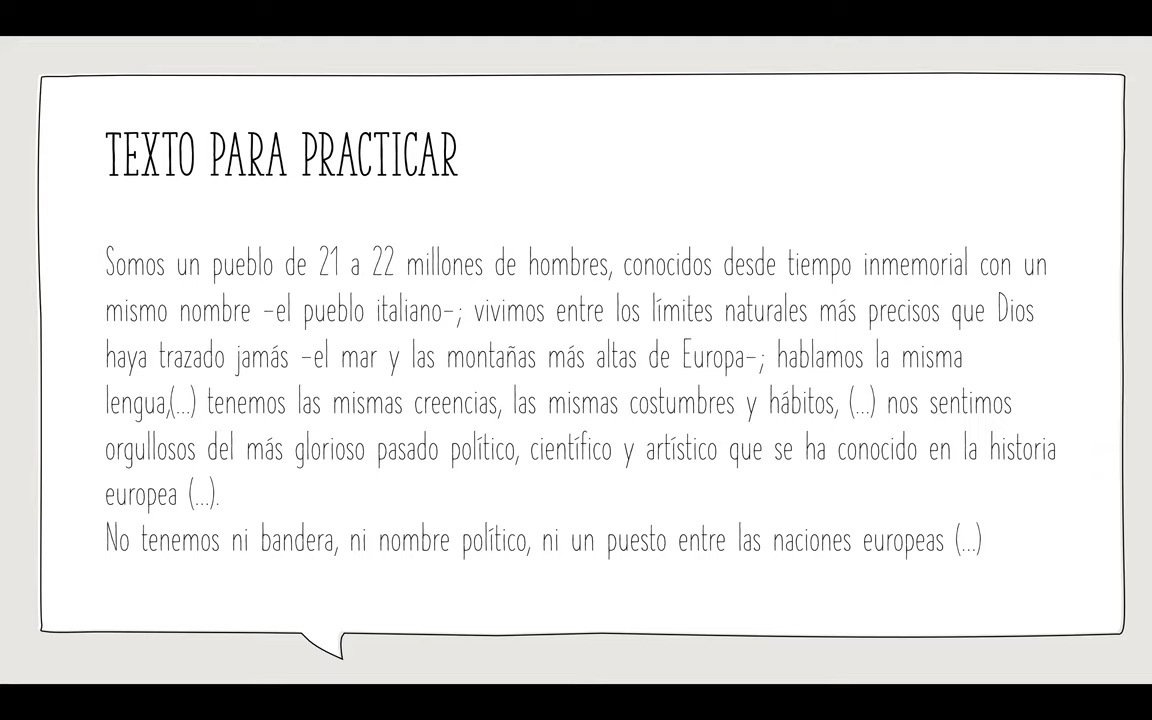 TEXTO PARA PRACTICAR
Somos un pueblo de 21 a 22 millones de hombres, conocidos desde tiempo inmemorial con un
mismo nombre -el pueblo italiano-; vivimos entre los límites naturales más precisos que Dios
haya trazado jamás -el mar y las montañas más altas de Europa-; hablamos la misma
lengua,(...) tenemos las mismas creencias, las mismas costumbres y hábitos, (...) nos sentimos
orgullosos del más glorioso pasado político, científico y artístico que se ha conocido en la historia
europea (...).
No tenemos ni bandera, ni nombre político, ni un puesto entre las naciones europeas (...)